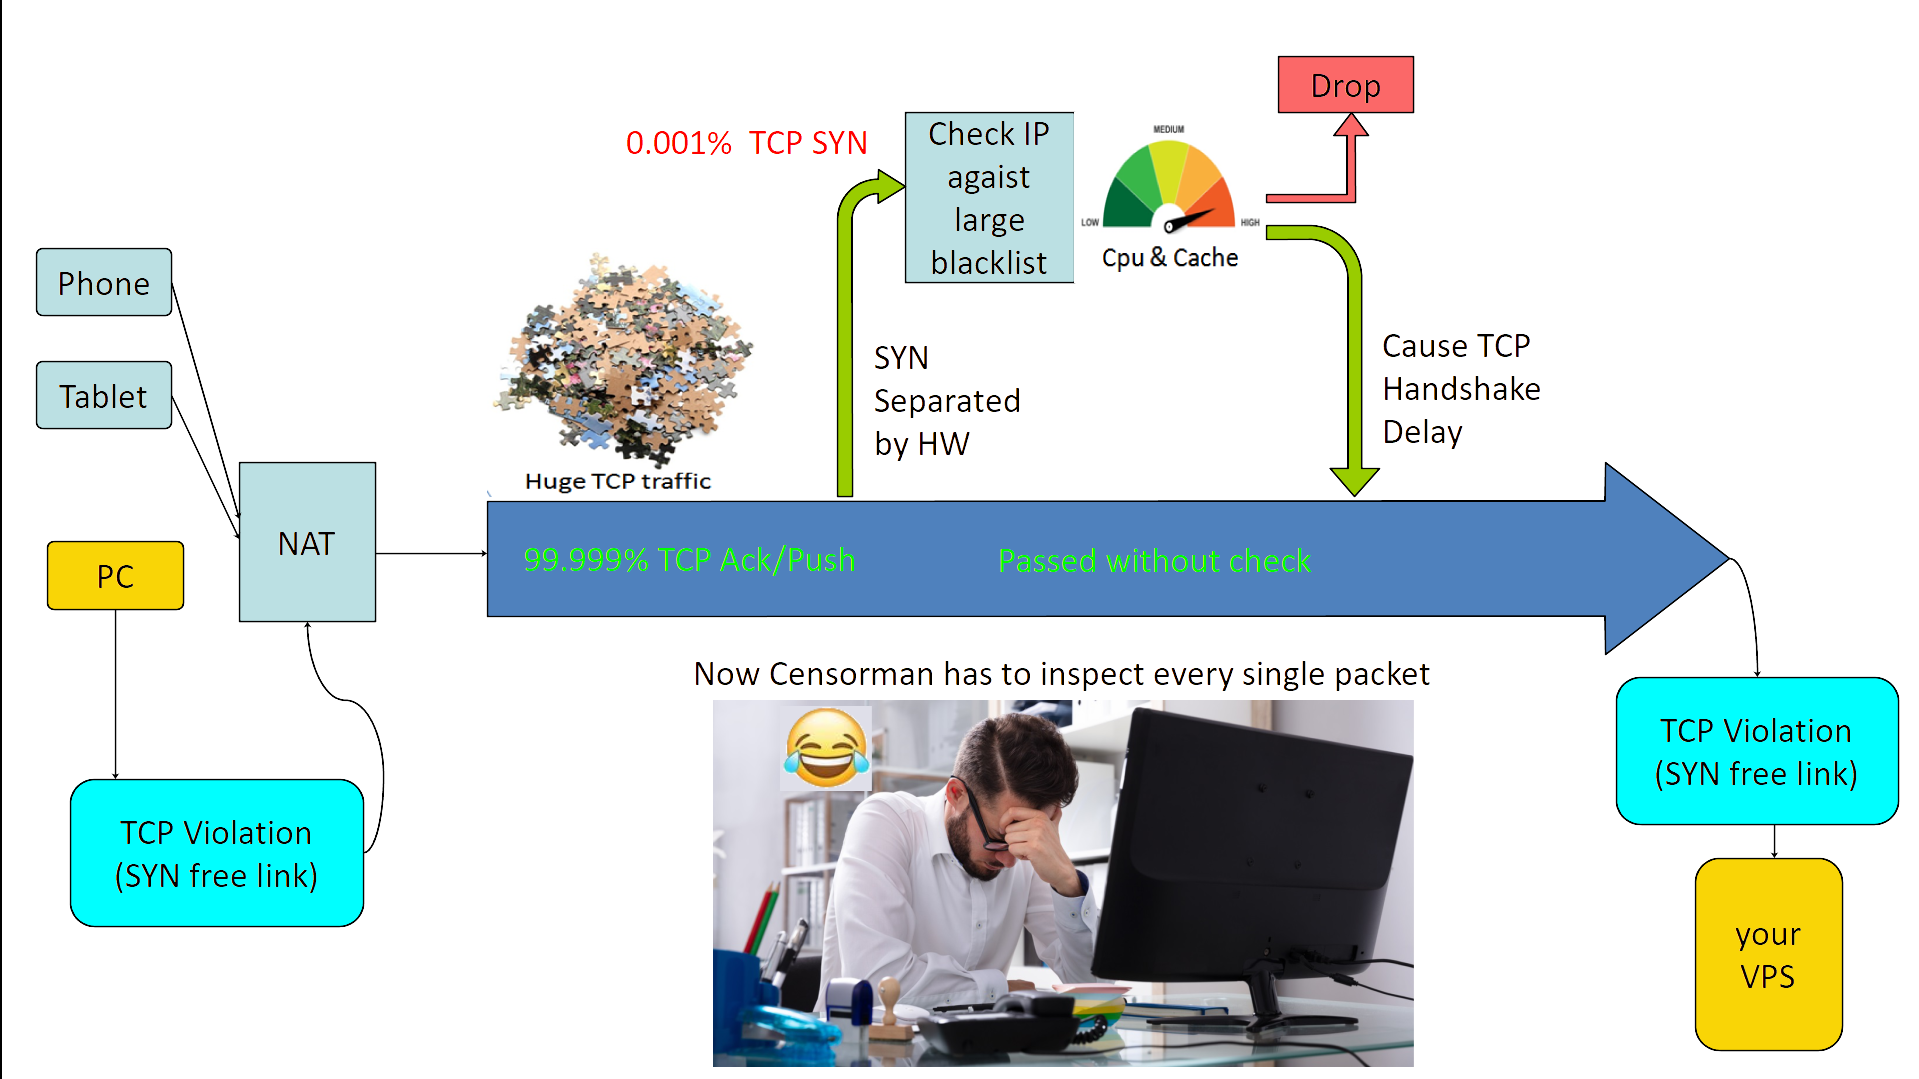 Drop
0.001%  TCP SYN
Check IP
agaist
large
blacklist
MEDIUM
LOW
HIGH
Cpu & Cache
Phone
Tablet
SYN
Separated
by HW
Cause TCP
Handshake
Delay
Huge TCP traffic
NAT
PC
99.999% TCP Ack/Push
Passed without check
Now Censorman has to inspect every single packet
TCP Violation
(SYN free link)
TCP Violation
(SYN free link)
your
VPS